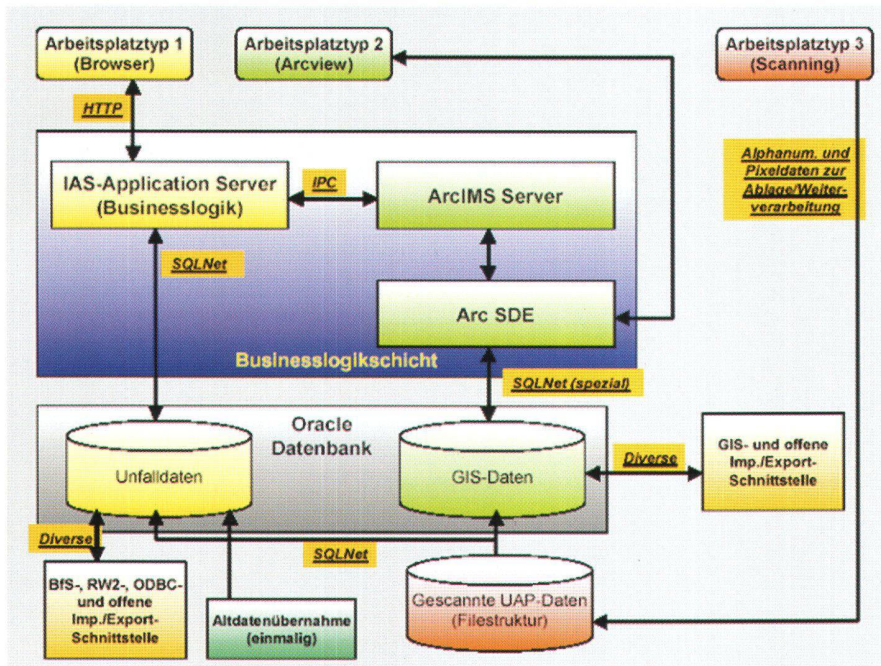 Arbeitsplatztyp 1
(Browser)
Arbeitsplatztyp 2
(Arcview)
Arbeitsplatztyp 3
(Scanning)
HTTP
Alphanum. und
Pixeldaten zur
Ablage/Weiter-
verarbeitung
IAS-Application Server
(Businesslogik)
IPC
ArcIMS Server
SQLNet
Arc SDE
Businesslogikschicht
SQLNet (spezial)
Oracle
Datenbank
Unfalldaten
GIS-Daten
Diverse
GIS- und offene
Imp./Export-
Schnittstelle
Diverse
SQLNet
BfS-, RW2-, ODBC-
und offene
Imp./Export-
Schnittstelle
Altdatenübernahme
(einmalig)
Gescannte UAP-Daten
(Filestruktur)